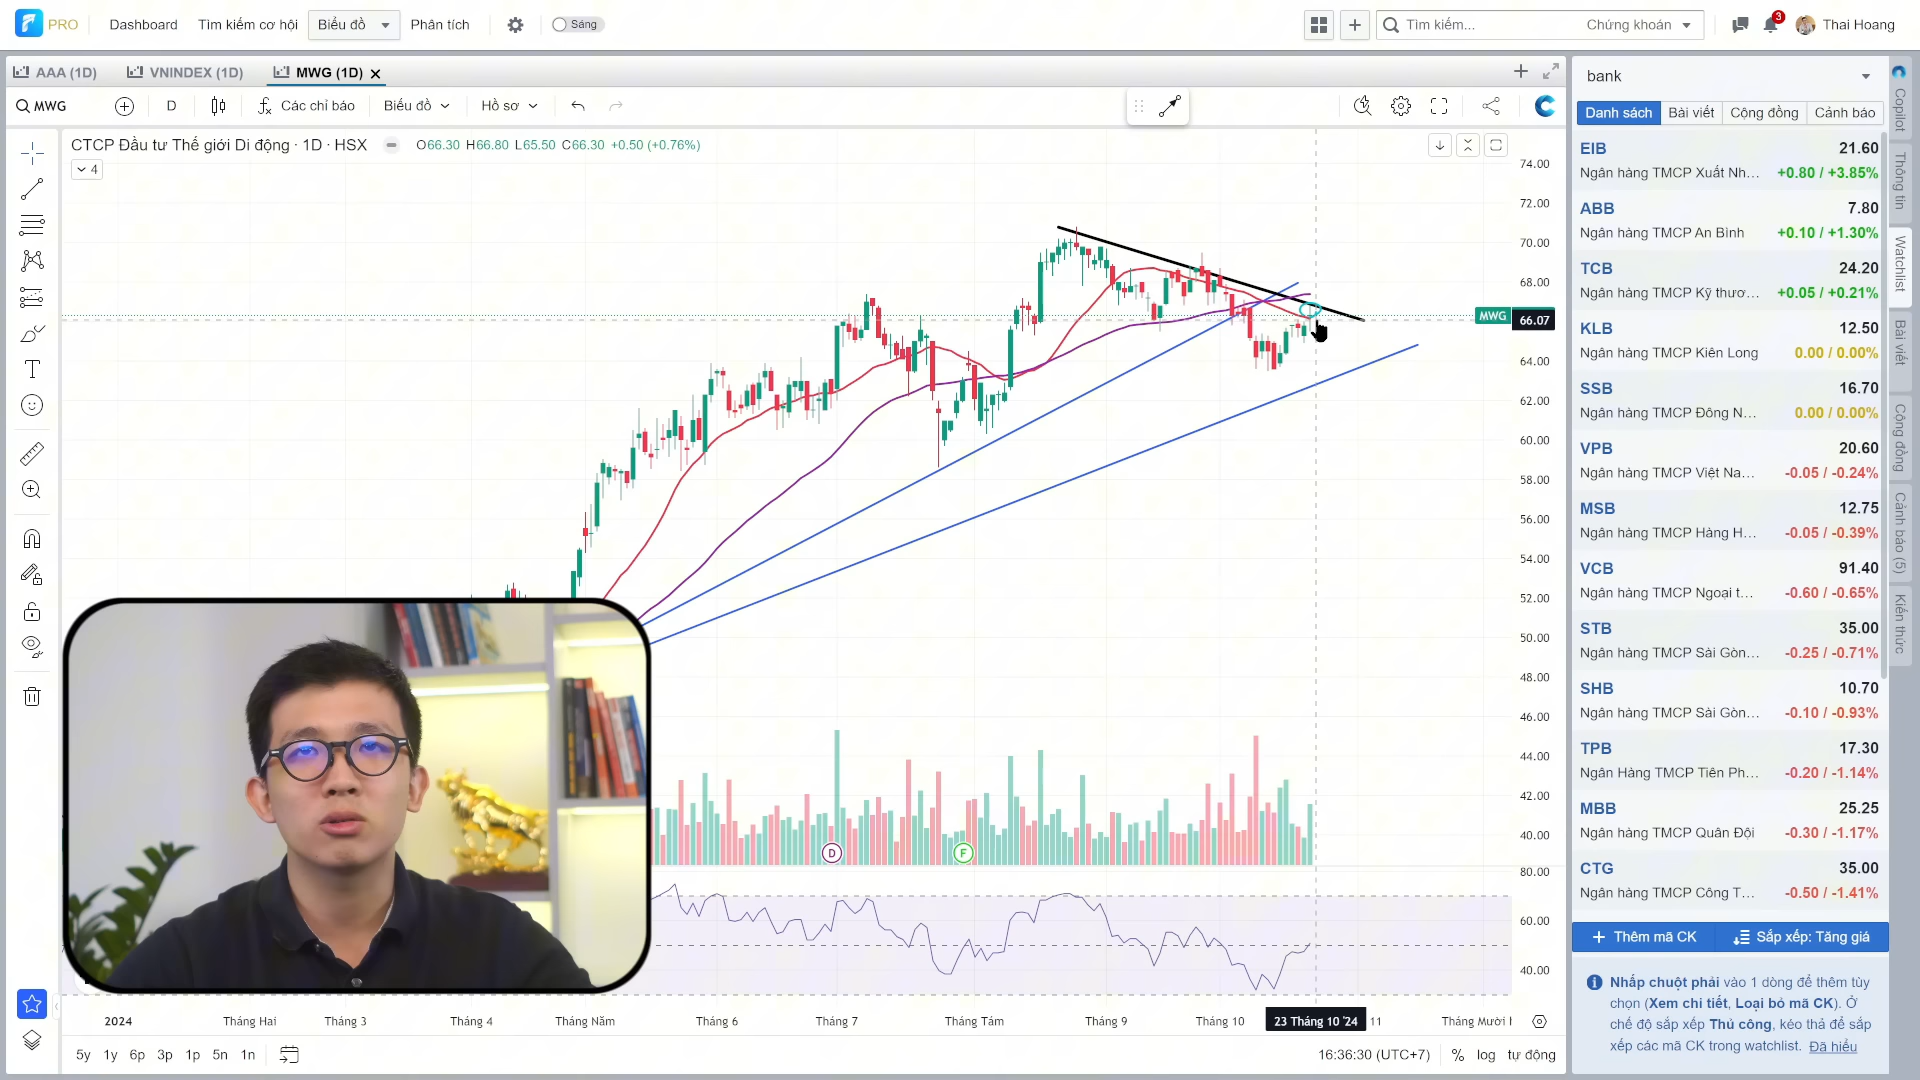 PRO
Dashboard
Tìm kiếm cơ hội
Biểu đồ
Phân tích
Sáng
Tìm kiếm...
Chứng khoán
3
Thai Hoang
AAA (1D)
VNINDEX (1D)
MWG (1D)
MWG
D
Các chỉ báo
Biểu đồ
Hồ sơ
CTCP Đầu tư Thế giới Di động · 1D · HSX
O66.30 H66.80 L65.50 C66.30 +0.50 (+0.76%)
4
74.00
72.00
70.00
68.00
MWG
66.07
64.00
62.00
60.00
58.00
56.00
54.00
52.00
50.00
48.00
46.00
44.00
42.00
40.00
D
F
80.00
60.00
40.00
2024
Tháng Hai
Tháng 3
Tháng 4
Tháng Năm
Tháng 6
Tháng 7
Tháng Tám
Tháng 9
Tháng 10
23 Tháng 10 '24
11
Tháng Mười
5y 1y 6p 3p 1p 5n 1n
16:36:30 (UTC+7)
% log tự động
bank
Danh sách
Bài viết
Cộng đồng
Cảnh báo
EIB 21.60
Ngân hàng TMCP Xuất Nh... +0.80 / +3.85%
ABB 7.80
Ngân hàng TMCP An Bình +0.10 / +1.30%
TCB 24.20
Ngân hàng TMCP Kỹ thươ... +0.05 / +0.21%
KLB 12.50
Ngân hàng TMCP Kiên Long 0.00 / 0.00%
SSB 16.70
Ngân hàng TMCP Đông N... 0.00 / 0.00%
VPB 20.60
Ngân hàng TMCP Việt Na... -0.05 / -0.24%
MSB 12.75
Ngân hàng TMCP Hàng H... -0.05 / -0.39%
VCB 91.40
Ngân hàng TMCP Ngoại t... -0.60 / -0.65%
STB 35.00
Ngân hàng TMCP Sài Gòn... -0.25 / -0.71%
SHB 10.70
Ngân hàng TMCP Sài Gòn... -0.10 / -0.93%
TPB 17.30
Ngân Hàng TMCP Tiên Ph... -0.20 / -1.14%
MBB 25.25
Ngân hàng TMCP Quân Đội -0.30 / -1.17%
CTG 35.00
Ngân hàng TMCP Công T... -0.50 / -1.41%
Thêm mã CK
Sắp xếp: Tăng giá
Nhấp chuột phải vào 1 dòng để thêm tùy
chọn (Xem chi tiết, Loại bỏ mã CK). Ở
chế độ sắp xếp Thủ công, kéo thả để sắp
xếp các mã CK trong watchlist. Đã hiểu
Copilot
Thông tin
Watchlist
Bài viết
Cộng đồng
Cảnh báo (5)
Kiến thức